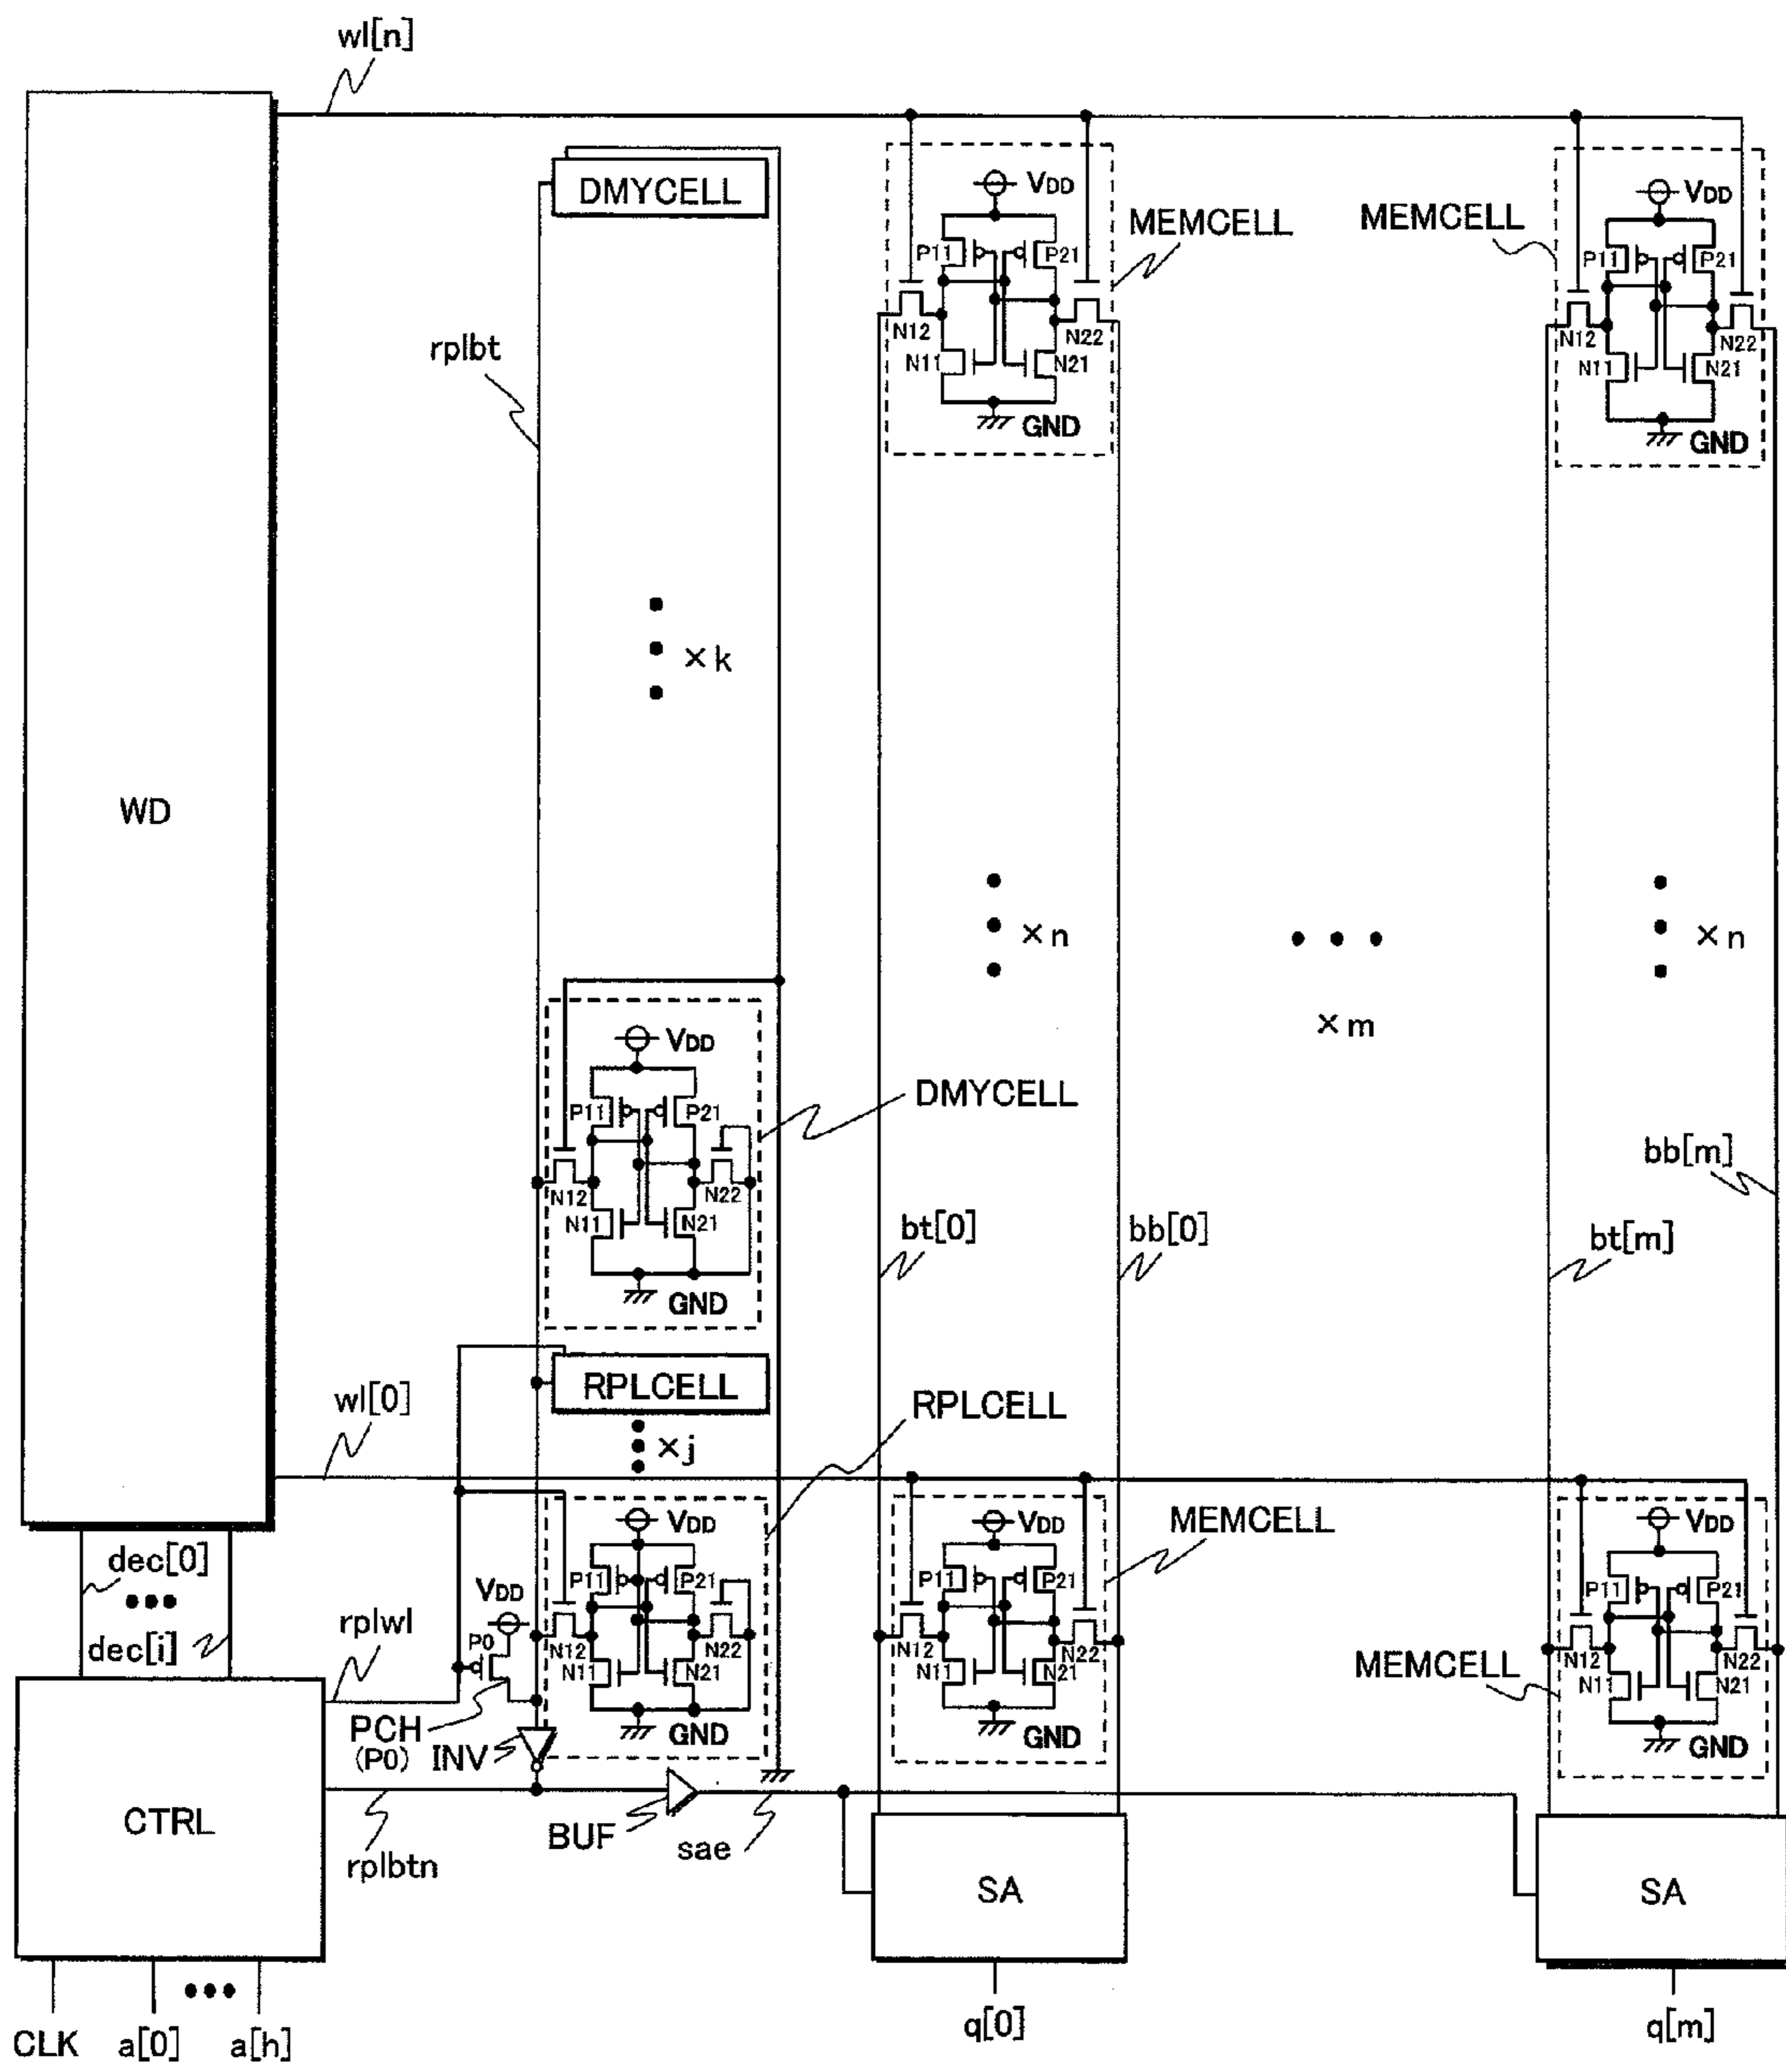 wl[n]
DMYCELL
VDD
P11
P21
N12
N22
N11
N21
GND
MEMCELL
MEMCELL
VDD
P11
P21
N12
N22
N11
N21
GND
rplbt
×k
WD
×n
×m
×n
VDD
P11
P21
N12
N22
N11
N21
GND
DMYCELL
bt[0]
bb[0]
bt[m]
bb[m]
RPLCELL
×j
RPLCELL
wl[0]
VDD
P11
P21
N12
N22
N11
N21
GND
VDD
P11
P21
N12
N22
N11
N21
GND
MEMCELL
VDD
P11
P21
N12
N22
N11
N21
GND
MEMCELL
dec[0]
dec[i]
rplwl
VDD
P0
PCH
(P0)
INV
CTRL
rplbtn
BUF
sae
SA
SA
CLK
a[0]
a[h]
q[0]
q[m]